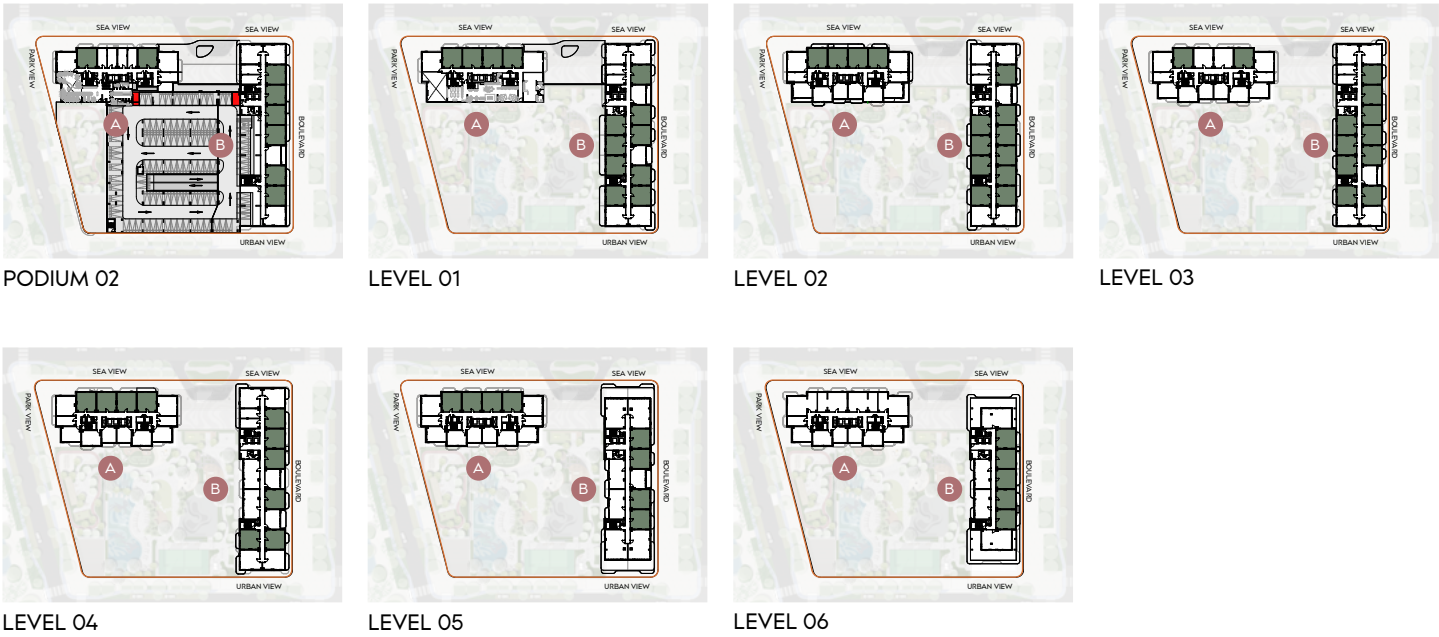 SEA VIEW
SEA VIEW
PARK VIEW
A
B
BOULEVARD
URBAN VIEW
PODIUM 02
SEA VIEW
SEA VIEW
PARK VIEW
A
B
BOULEVARD
URBAN VIEW
LEVEL 01
SEA VIEW
SEA VIEW
PARK VIEW
A
B
BOULEVARD
URBAN VIEW
LEVEL 02
SEA VIEW
SEA VIEW
PARK VIEW
A
B
BOULEVARD
URBAN VIEW
LEVEL 03
SEA VIEW
SEA VIEW
PARK VIEW
A
B
BOULEVARD
URBAN VIEW
LEVEL 04
SEA VIEW
SEA VIEW
PARK VIEW
A
B
BOULEVARD
URBAN VIEW
LEVEL 05
SEA VIEW
SEA VIEW
PARK VIEW
A
B
BOULEVARD
URBAN VIEW
LEVEL 06